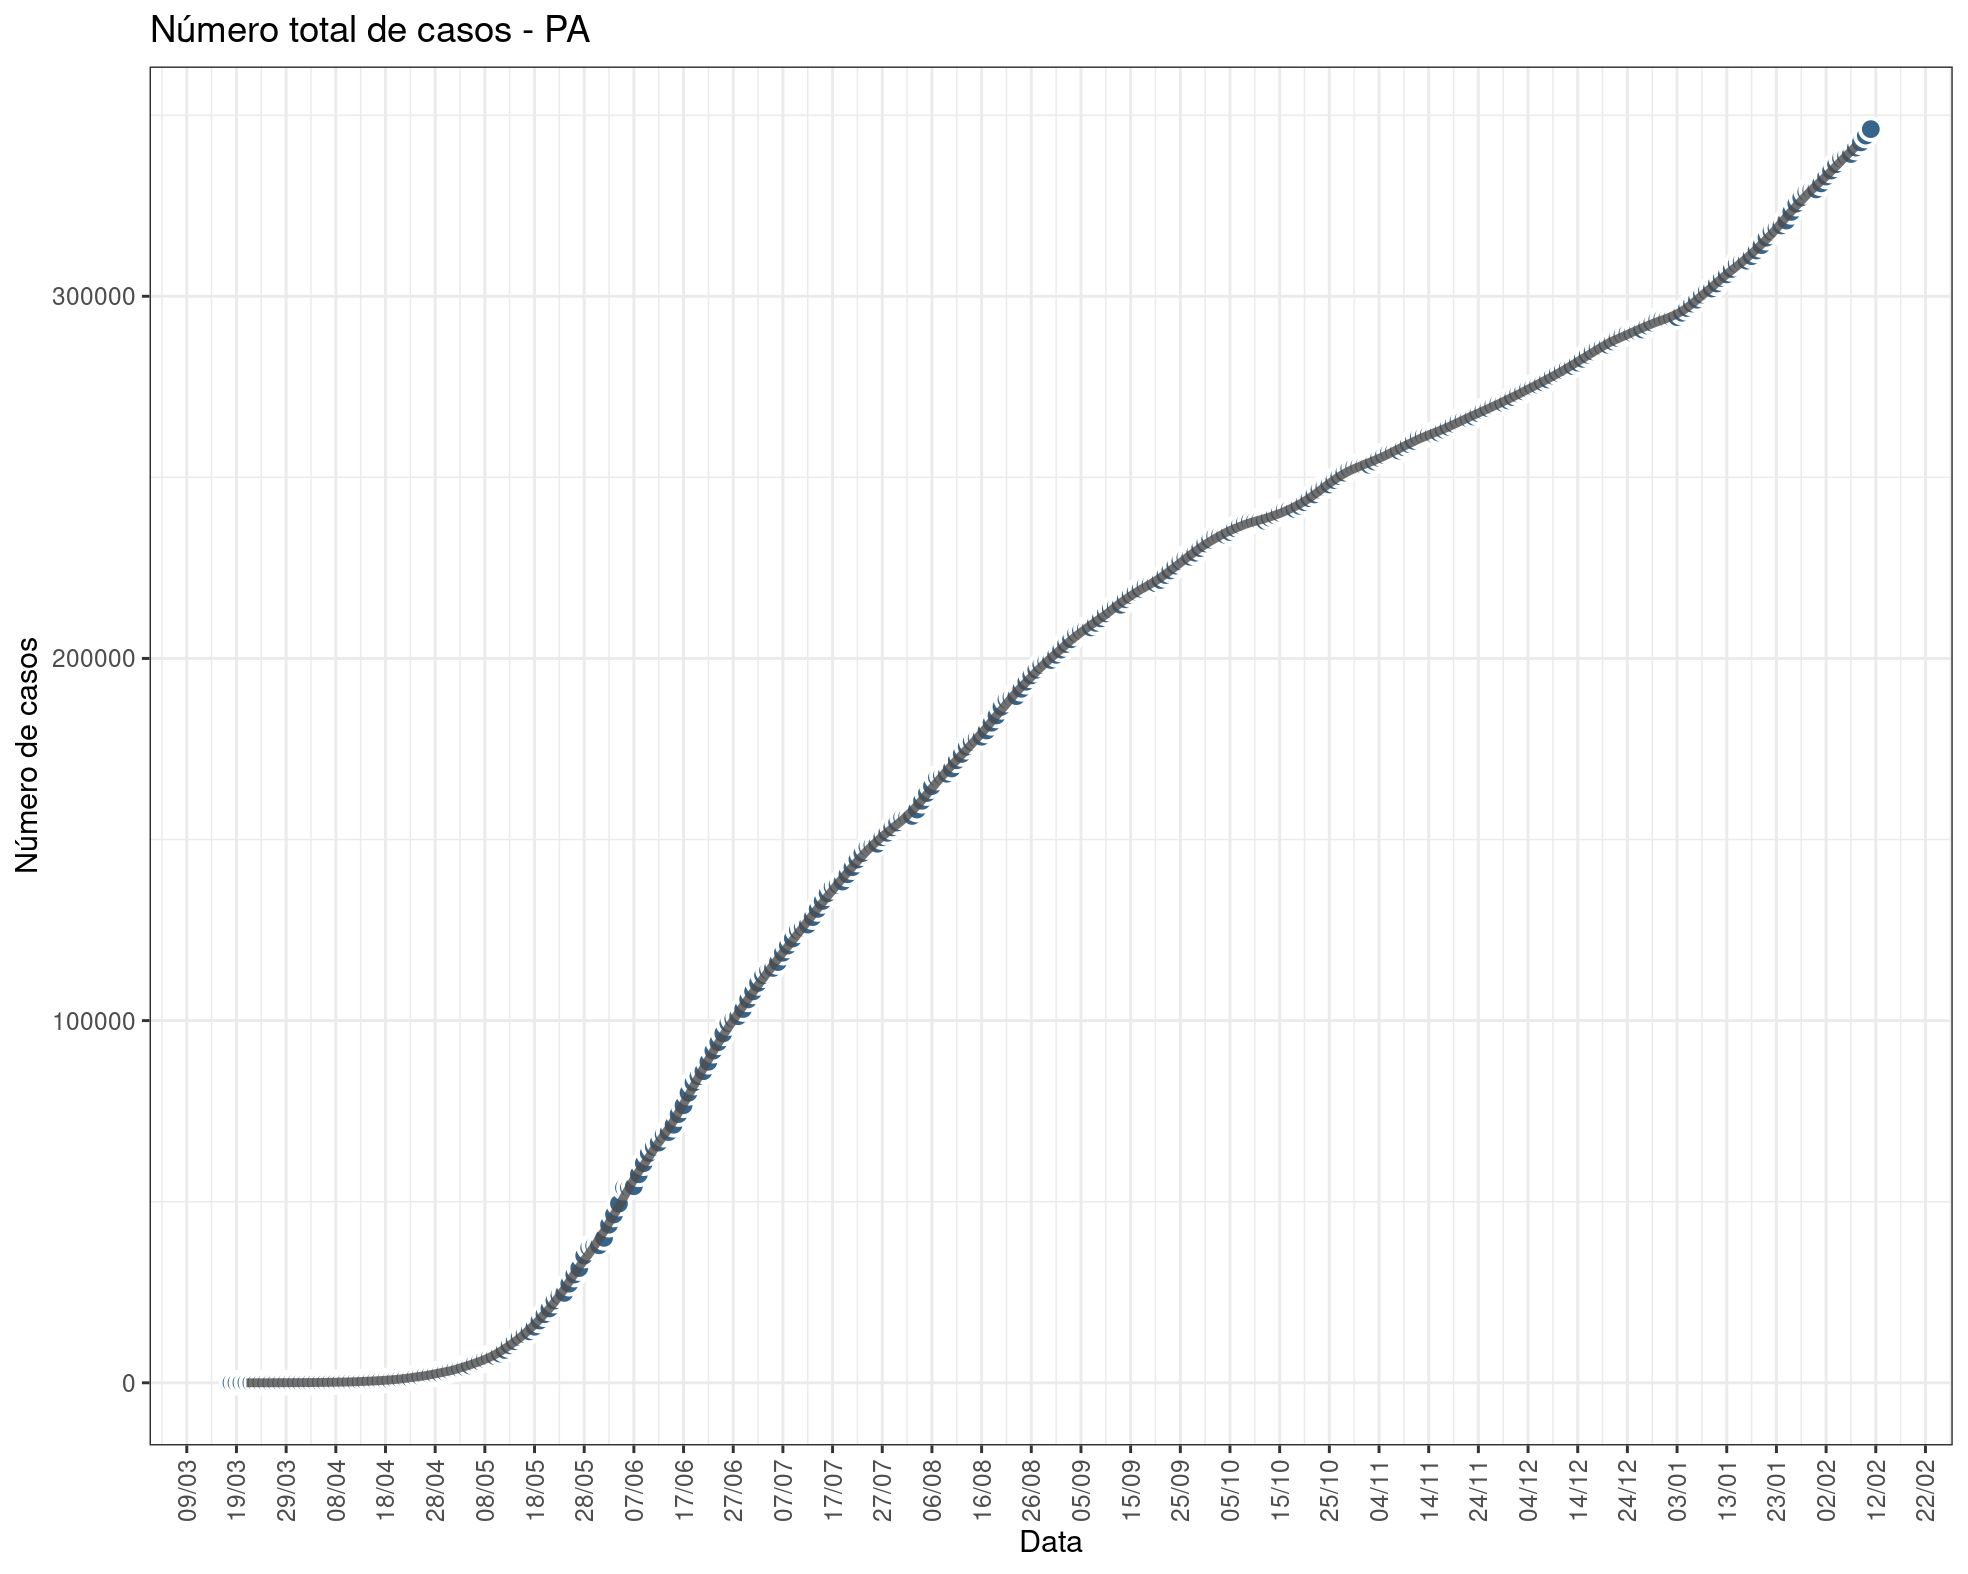 Número total de casos - PA
Número de casos
300000
200000
100000
0
09/03 19/03 29/03 08/04 18/04 28/04 08/05 18/05 28/05 07/06 17/06 27/06 07/07 17/07 27/07 06/08 16/08 26/08 05/09 15/09 25/09 05/10 15/10 25/10 04/11 14/11 24/11 04/12 14/12 24/12 03/01 13/01 23/01 02/02 12/02 22/02
Data